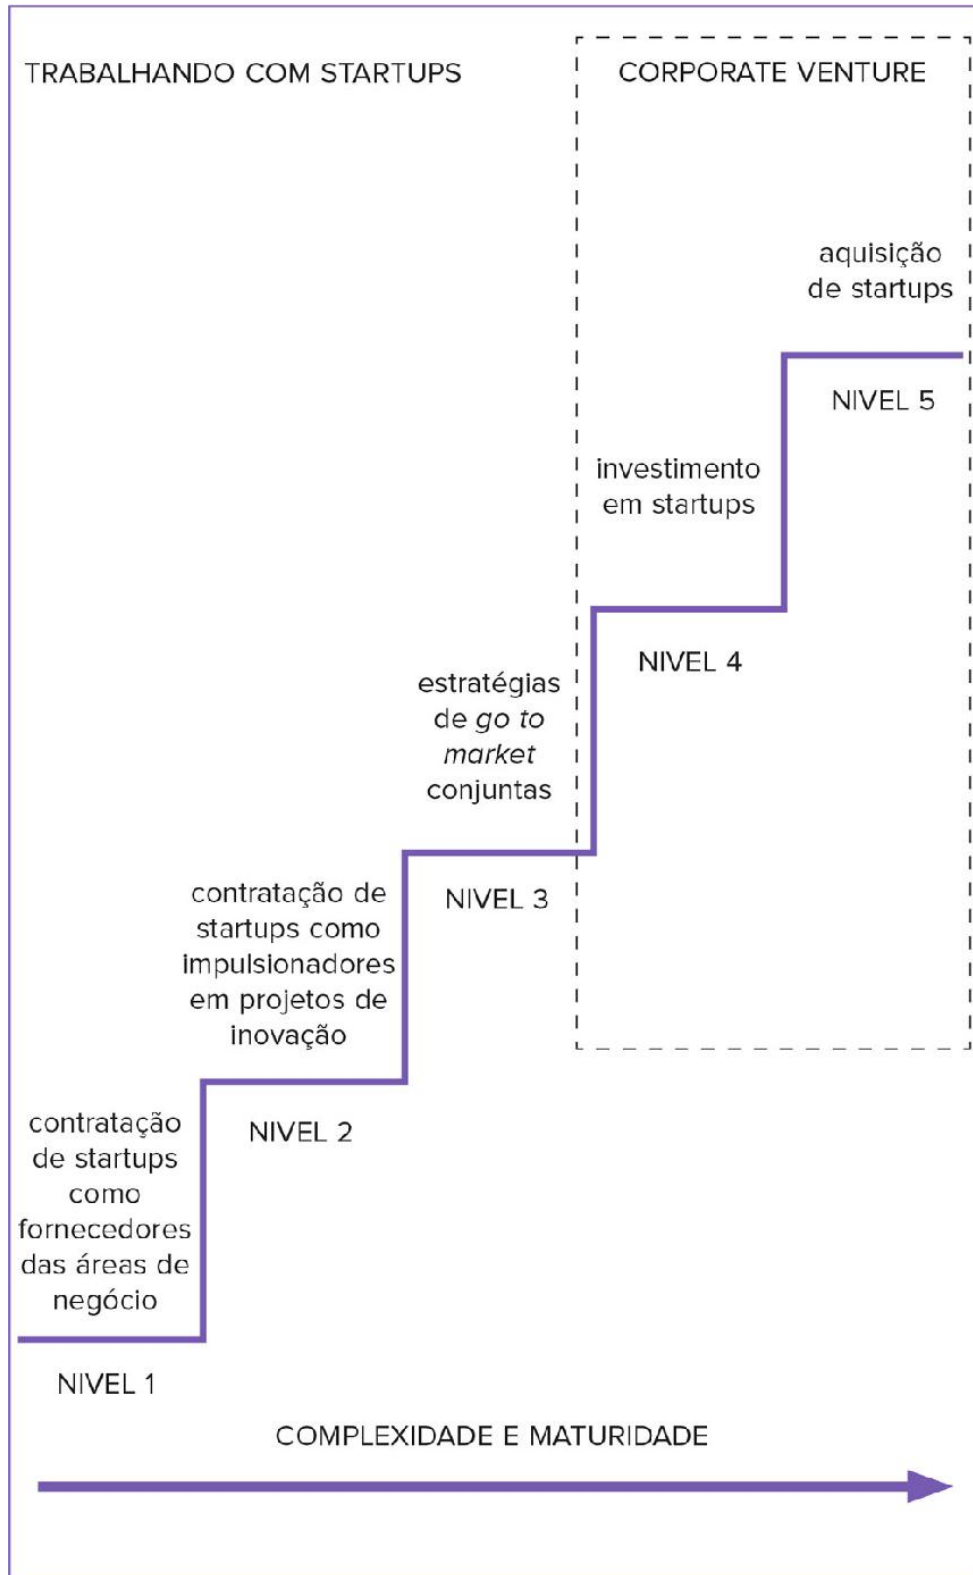 TRABALHANDO COM STARTUPS
CORPORATE VENTURE
aquisição
de startups
NIVEL 5
investimento
em startups
NIVEL 4
estratégias
de go to
market
conjuntas
NIVEL 3
contratação de
startups como
impulsionadores
em projetos de
inovação
NIVEL 2
contratação
de startups
como
fornecedores
das áreas de
negócio
NIVEL 1
COMPLEXIDADE E MATURIDADE